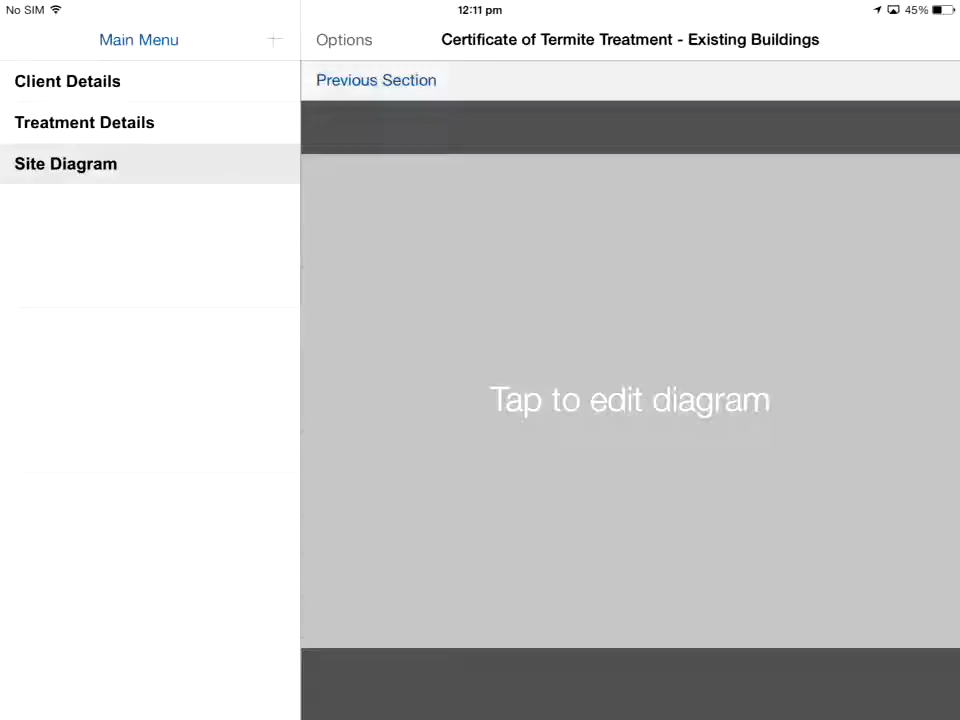 No SIM 12:11 pm 45%
Main Menu Options Certificate of Termite Treatment - Existing Buildings
Client Details Previous Section
Treatment Details
Site Diagram
Tap to edit diagram